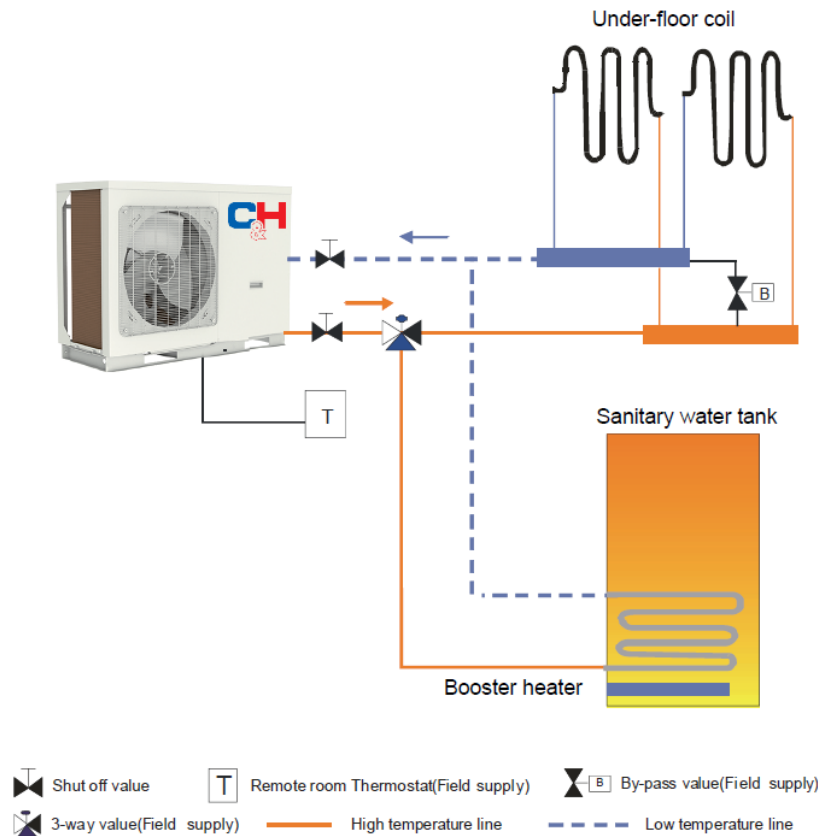 Under-floor coil
C&H
B
T
Sanitary water tank
Booster heater
Shut off value
T
Remote room Thermostat(Field supply)
B
By-pass value(Field supply)
3-way value(Field supply)
High temperature line
Low temperature line